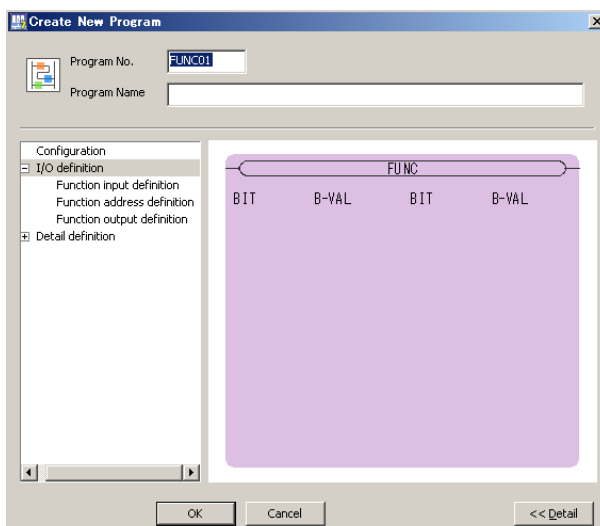 Create New Program
Program No. FUNC01
Program Name
Configuration
I/O definition
Function input definition
Function address definition
Function output definition
Detail definition
FUNC
BIT B-VAL BIT B-VAL
OK Cancel << Detail